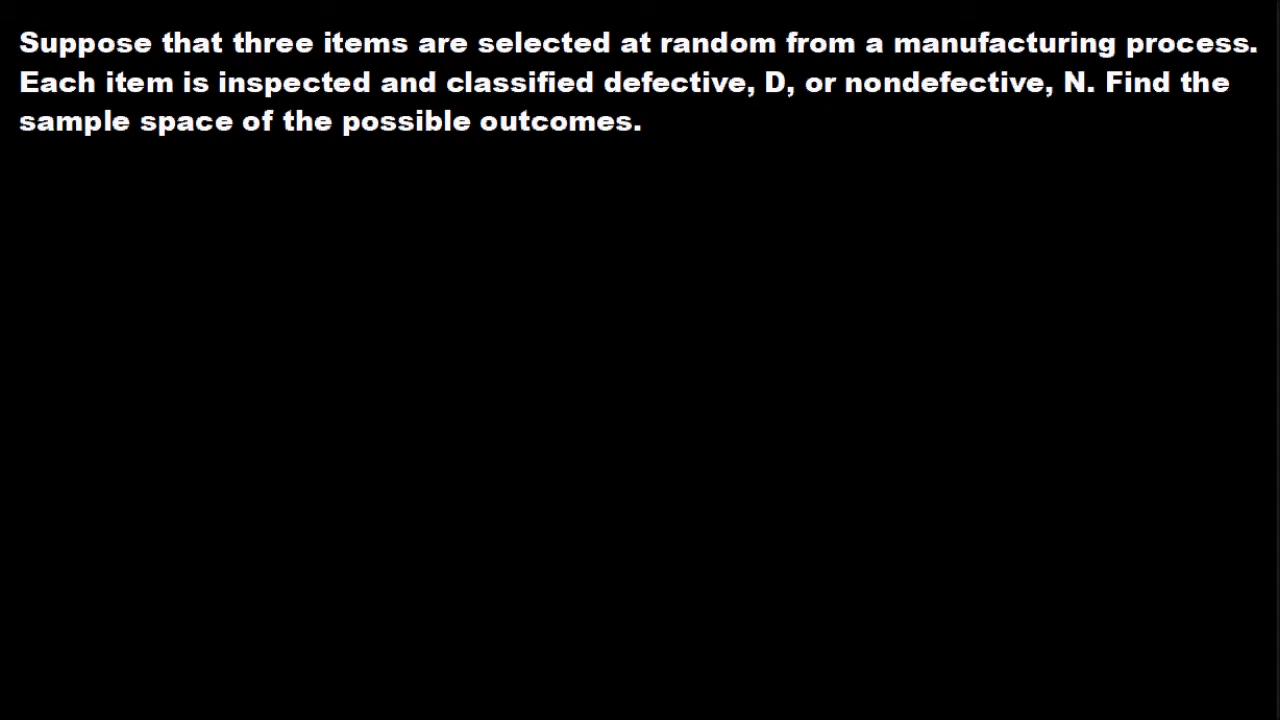 Suppose that three items are selected at random from a manufacturing process.
Each item is inspected and classified defective, D, or nondefective, N. Find the
sample space of the possible outcomes.